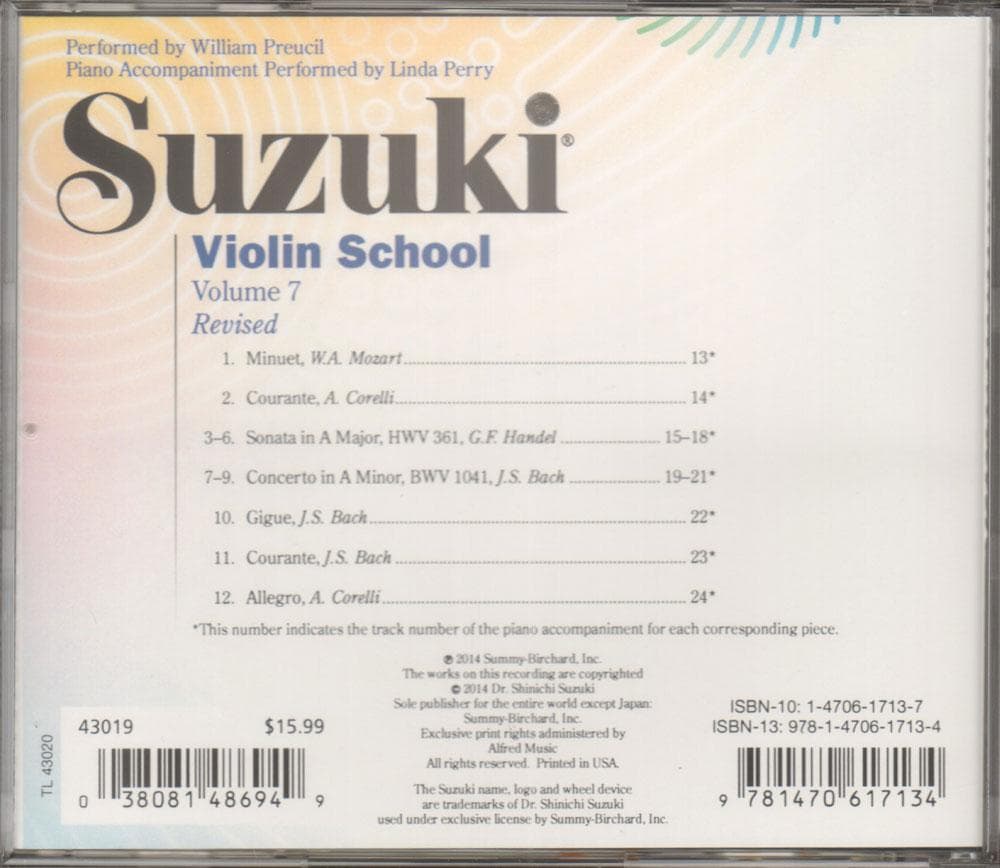 Performed by William Preucil
Piano Accompaniment Performed by Linda Perry
Suzuki®
Violin School
Volume 7
Revised
1. Minuet, W.A. Mozart 13*
2. Courante, A. Corelli 14*
3–6. Sonata in A Major, HWV 361, G.F. Handel 15–18*
7–9. Concerto in A Minor, BWV 1041, J.S. Bach 19–21*
10. Gigue, J.S. Bach 22*
11. Courante, J.S. Bach 23*
12. Allegro, A. Corelli 24*
*This number indicates the track number of the piano accompaniment for each corresponding piece.
℗ 2014 Summy-Birchard, Inc.
The works on this recording are copyrighted
© 2014 Dr. Shinichi Suzuki
Sole publisher for the entire world except Japan:
Summy-Birchard, Inc.
Exclusive print rights administered by
Alfred Music
All rights reserved. Printed in USA.
The Suzuki name, logo and wheel device
are trademarks of Dr. Shinichi Suzuki
used under exclusive license by Summy-Birchard, Inc.
TL 43020
43019 $15.99
0 38081 48694 9
ISBN-10: 1-4706-1713-7
ISBN-13: 978-1-4706-1713-4
9 781470 617134